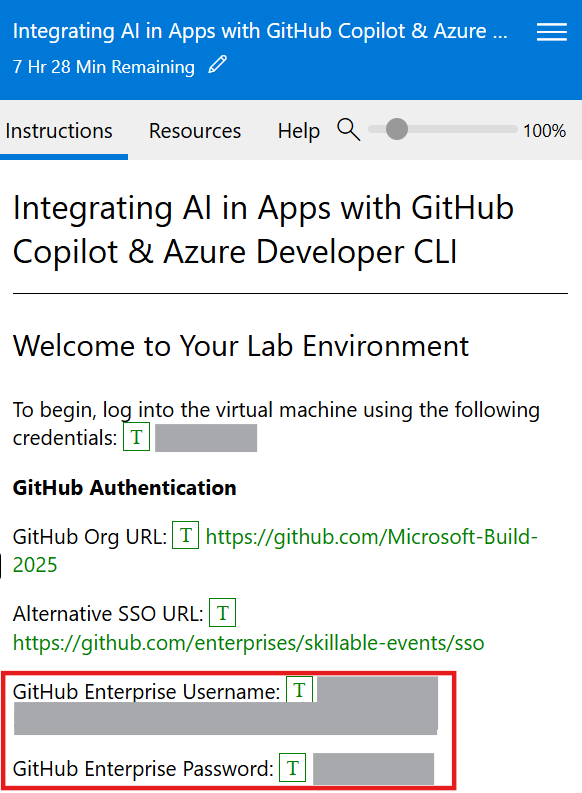 Integrating AI in Apps with GitHub Copilot & Azure ...
7 Hr 28 Min Remaining
Instructions Resources Help 100%
Integrating AI in Apps with GitHub
Copilot & Azure Developer CLI
Welcome to Your Lab Environment
To begin, log into the virtual machine using the following
credentials: T
GitHub Authentication
GitHub Org URL: T https://github.com/Microsoft-Build-
2025
Alternative SSO URL: T
https://github.com/enterprises/skillable-events/sso
GitHub Enterprise Username: T
GitHub Enterprise Password: T